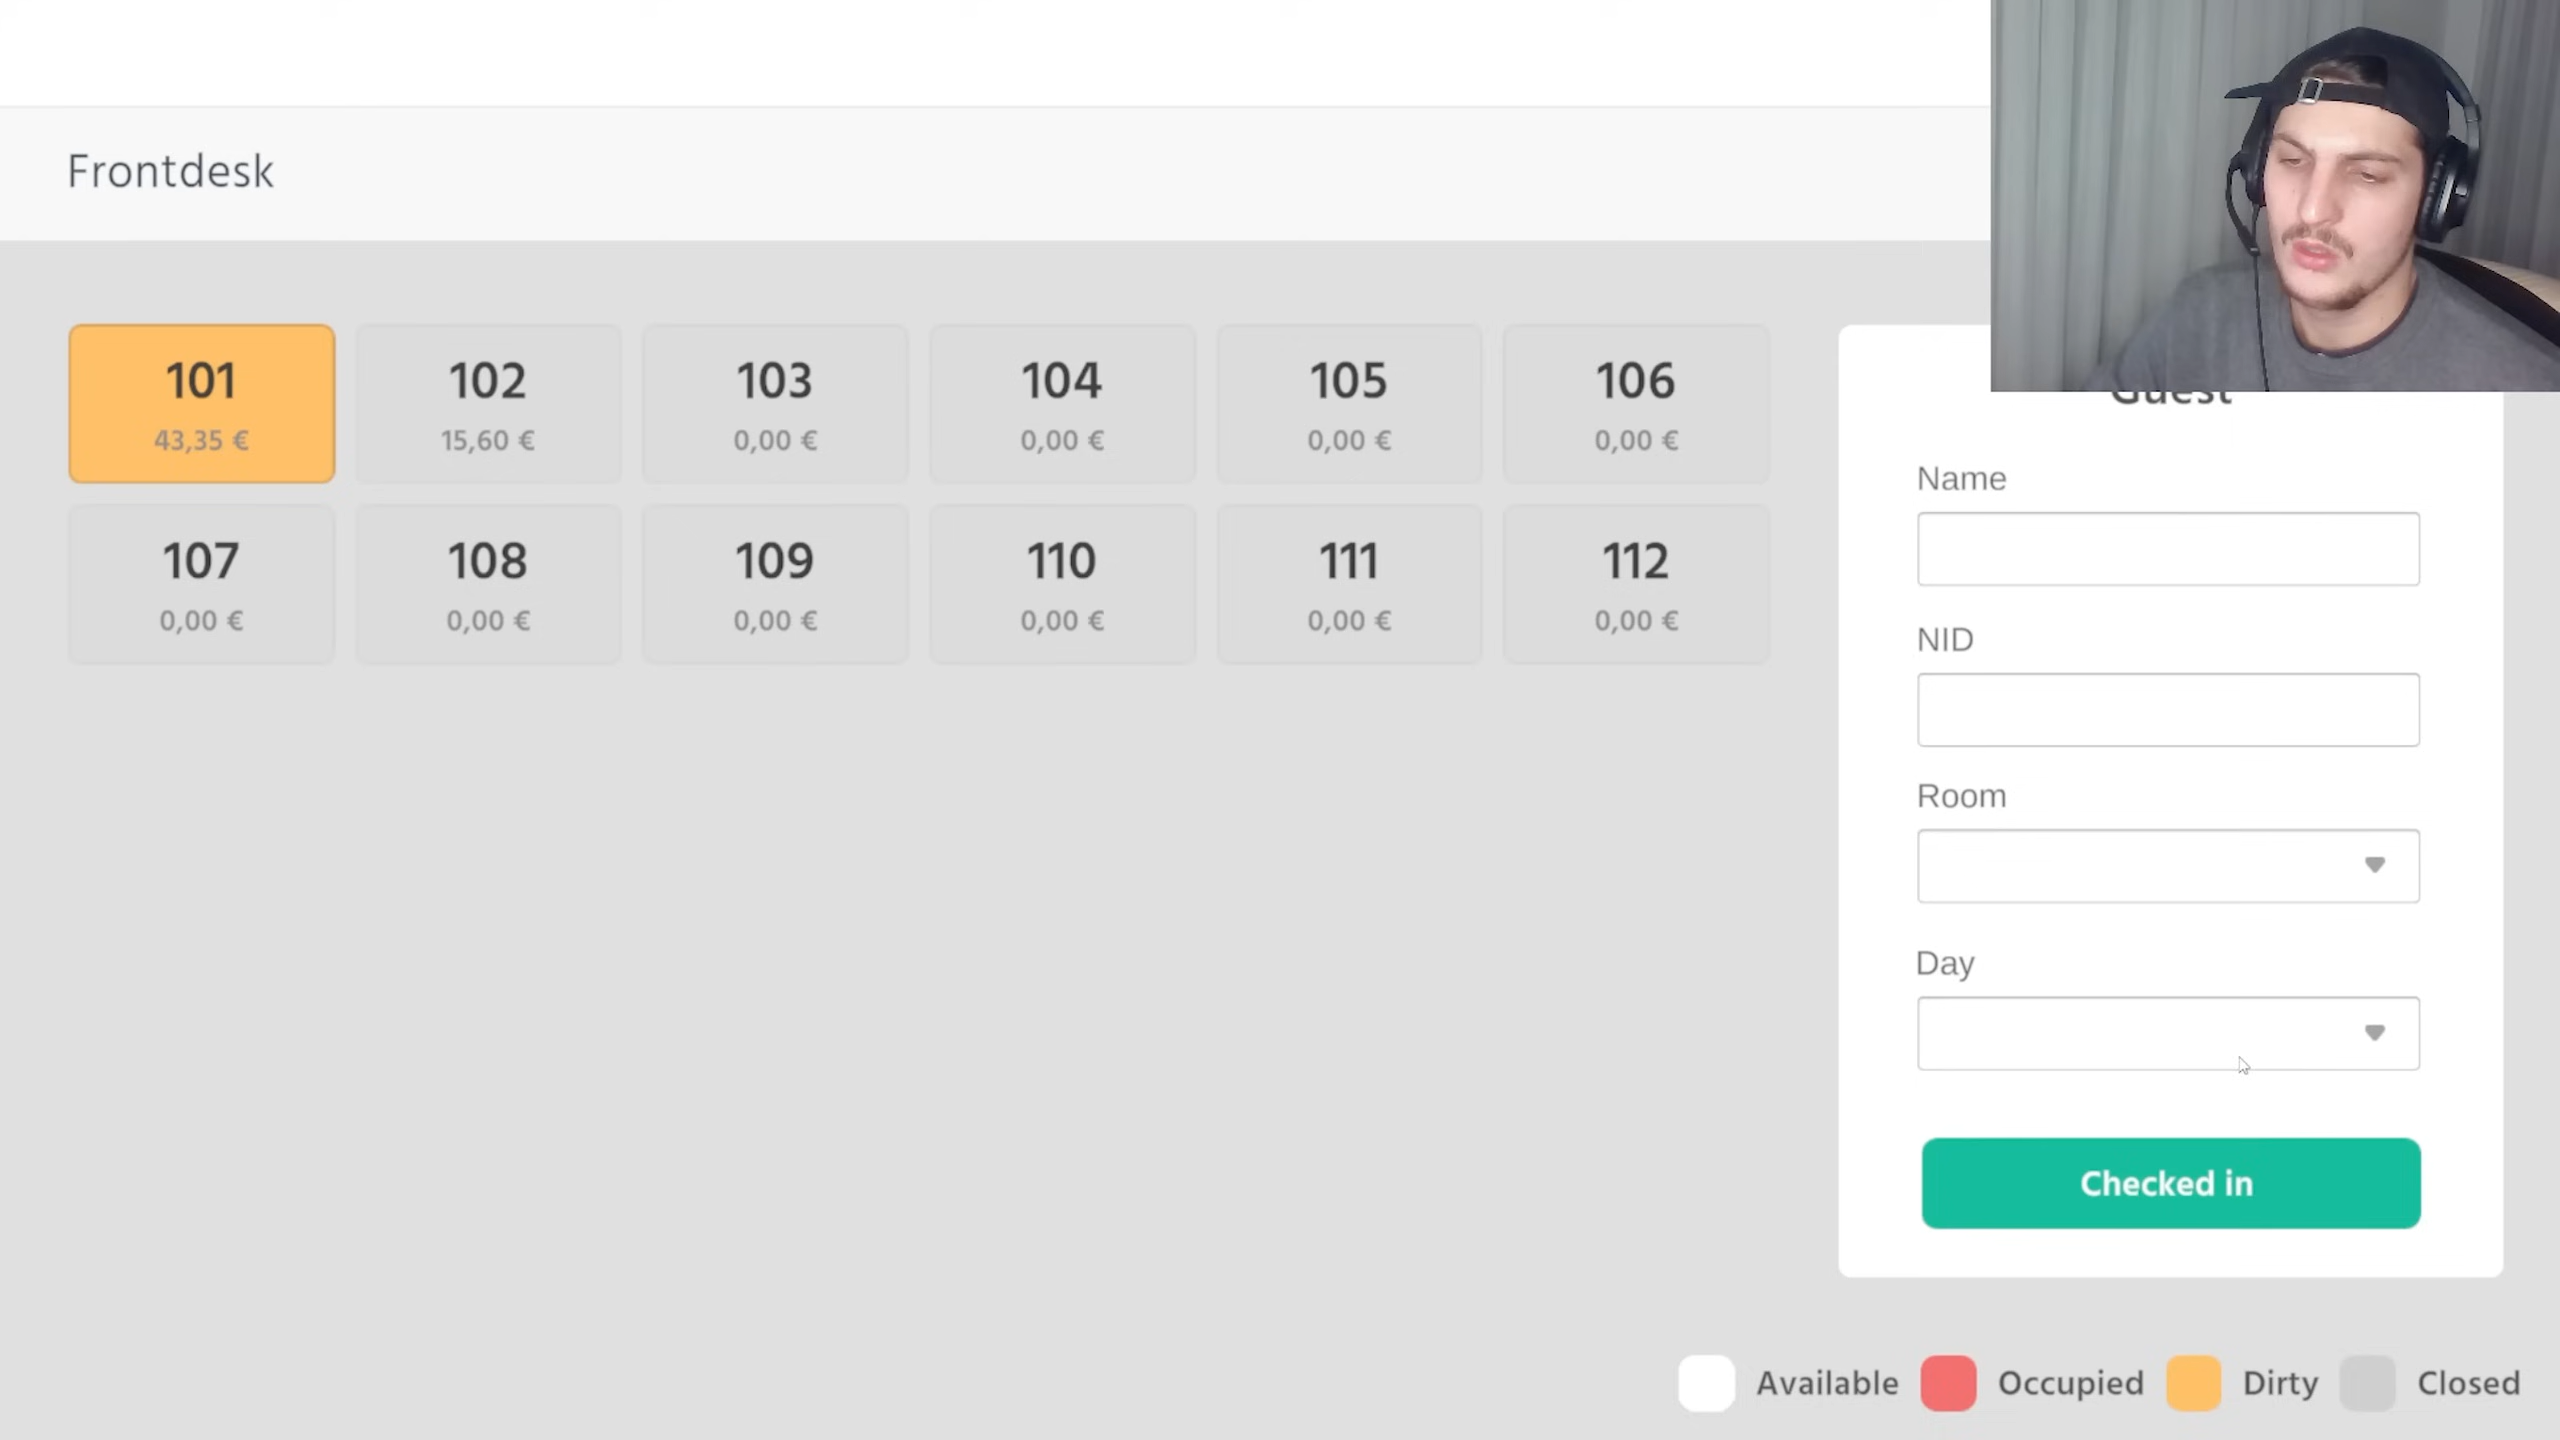 Frontdesk
101 102 103 104 105 106
43,35 € 15,60 € 0,00 € 0,00 € 0,00 € 0,00 €
107 108 109 110 111 112
0,00 € 0,00 € 0,00 € 0,00 € 0,00 € 0,00 €
Guest
Name
NID
Room
Day
Checked in
Available Occupied Dirty Closed